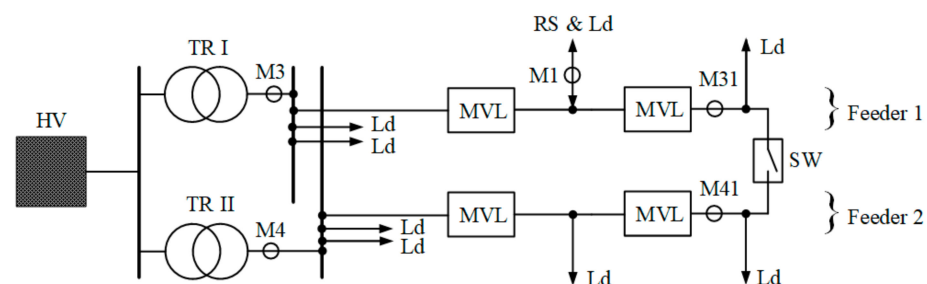 RS & Ld
TR I
M3
M1
M31
Ld
HV
MVL
MVL
} Feeder 1
Ld
Ld
SW
TR II
M4
M41
MVL
MVL
} Feeder 2
Ld
Ld
Ld
Ld